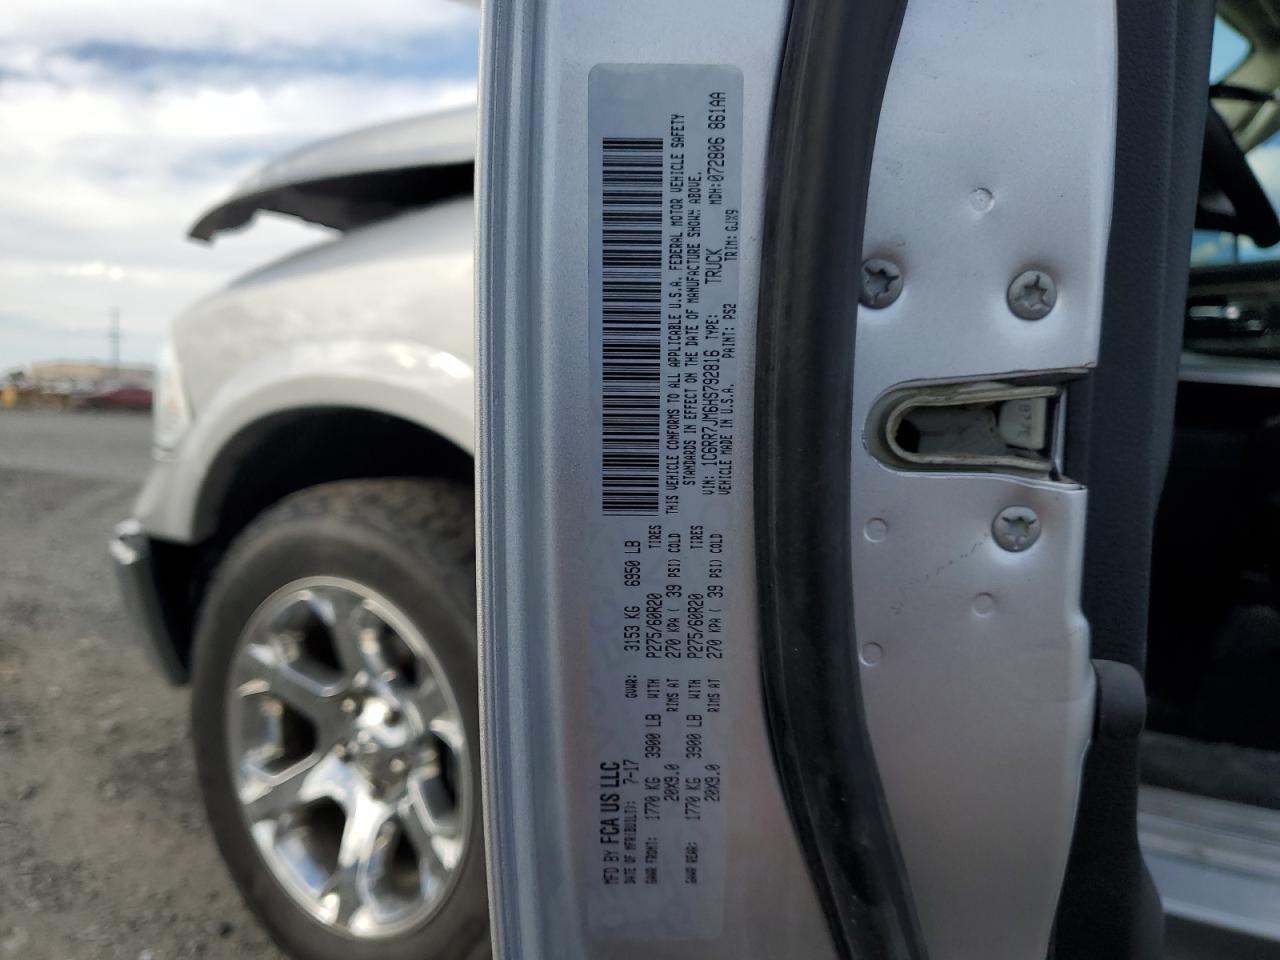 MFD BY FCA US LLC
DATE OF MFR(BUILT): 7-17 GVWR: 3153 KG 6950 LB
GAWR FRONT: 1770 KG 3900 LB WITH P275/60R20 TIRES
20X9.0 RIMS AT 270 KPA ( 39 PSI) COLD
GAWR REAR: 1770 KG 3900 LB WITH P275/60R20 TIRES
20X9.0 RIMS AT 270 KPA ( 39 PSI) COLD
THIS VEHICLE CONFORMS TO ALL APPLICABLE U.S.A. FEDERAL MOTOR VEHICLE SAFETY
STANDARDS IN EFFECT ON THE DATE OF MANUFACTURE SHOWN ABOVE.
VIN: 1C6RR7JM6HS792816 TYPE: TRUCK MDH:072806 861AA
VEHICLE MADE IN U.S.A. PAINT: PS2 TRIM: GJX9